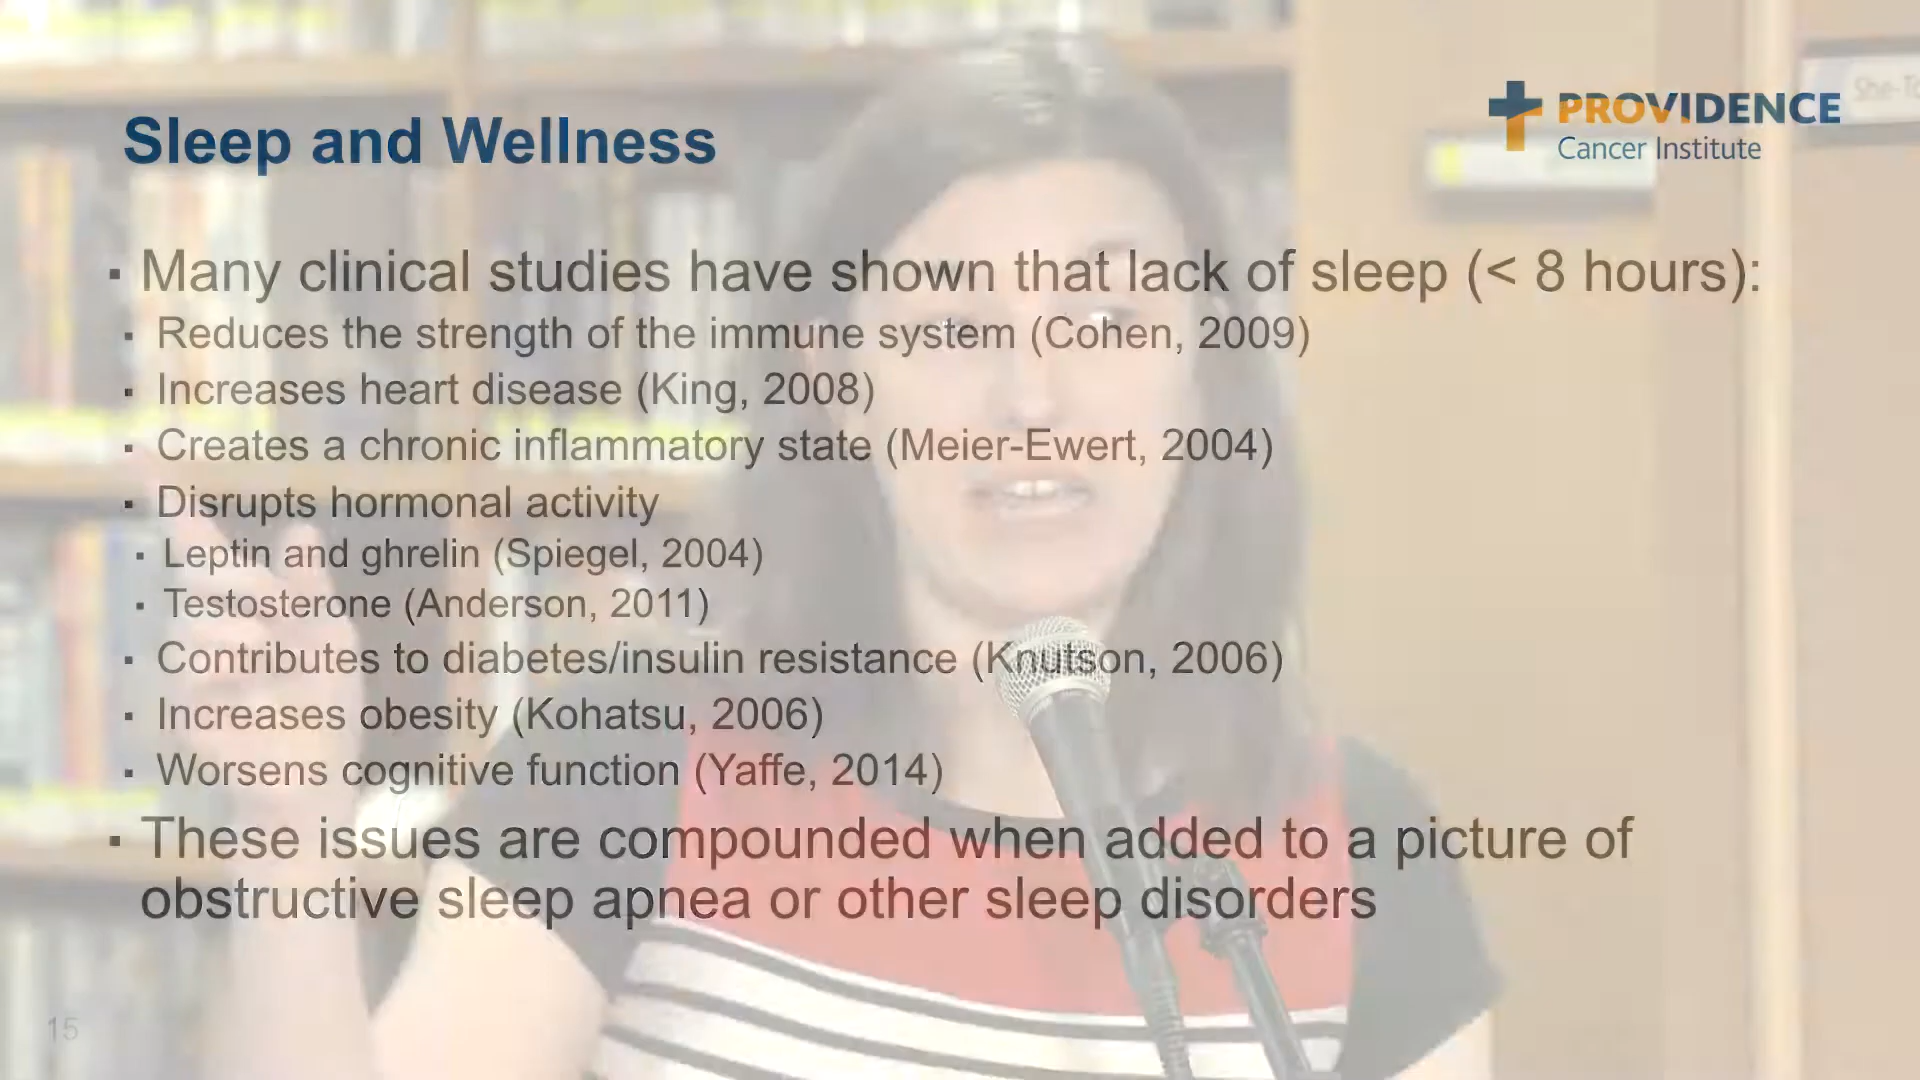 PROVIDENCE
Cancer Institute
Sleep and Wellness
▪ Many clinical studies have shown that lack of sleep (< 8 hours):
▪ Reduces the strength of the immune system (Cohen, 2009)
▪ Increases heart disease (King, 2008)
▪ Creates a chronic inflammatory state (Meier-Ewert, 2004)
▪ Disrupts hormonal activity
▪ Leptin and ghrelin (Spiegel, 2004)
▪ Testosterone (Anderson, 2011)
▪ Contributes to diabetes/insulin resistance (Knutson, 2006)
▪ Increases obesity (Kohatsu, 2006)
▪ Worsens cognitive function (Yaffe, 2014)
▪ These issues are compounded when added to a picture of
obstructive sleep apnea or other sleep disorders
15